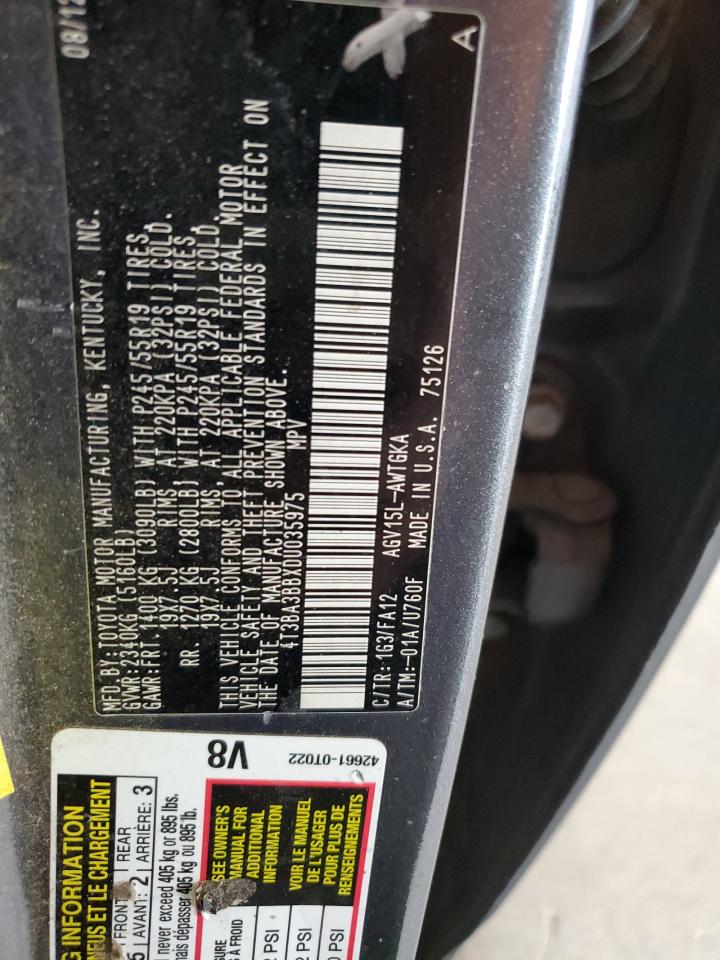 MFD.BY:TOYOTA MOTOR MANUFACTURING, KENTUCKY, INC. 08/12
GVWR:2340KG (5160LB)
GAWR:FRT.1400 KG (3090LB) WITH P245/55R19 TIRES,
19X7.5J RIMS, AT 220KPA (32PSI) COLD.
RR. 1270 KG (2800LB) WITH P245/55R19 TIRES,
19X7.5J RIMS, AT 220KPA (32PSI) COLD.
THIS VEHICLE CONFORMS TO ALL APPLICABLE FEDERAL MOTOR
VEHICLE SAFETY AND THEFT PREVENTION STANDARDS IN EFFECT ON
THE DATE OF MANUFACTURE SHOWN ABOVE.
4T3BA3BBXDU035975 MPV
C/TR:1G3/FA12 AGV15L-AWTGKA
A/TM:-01A/U760F MADE IN U.S.A. 75126
A
INFORMATION
ET LE CHARGEMENT
FRONT REAR
5 AVANT: 2 ARRIÈRE: 3
never exceed 405 kg or 895 lbs.
mais dépasser 405 kg ou 895 lb.
V8
42661-0T022
SEE OWNER'S
MANUAL FOR
ADDITIONAL
INFORMATION
VOIR LE MANUEL
DE L'USAGER
POUR PLUS DE
RENSEIGNEMENTS
À FROID
PSI
PSI
PSI